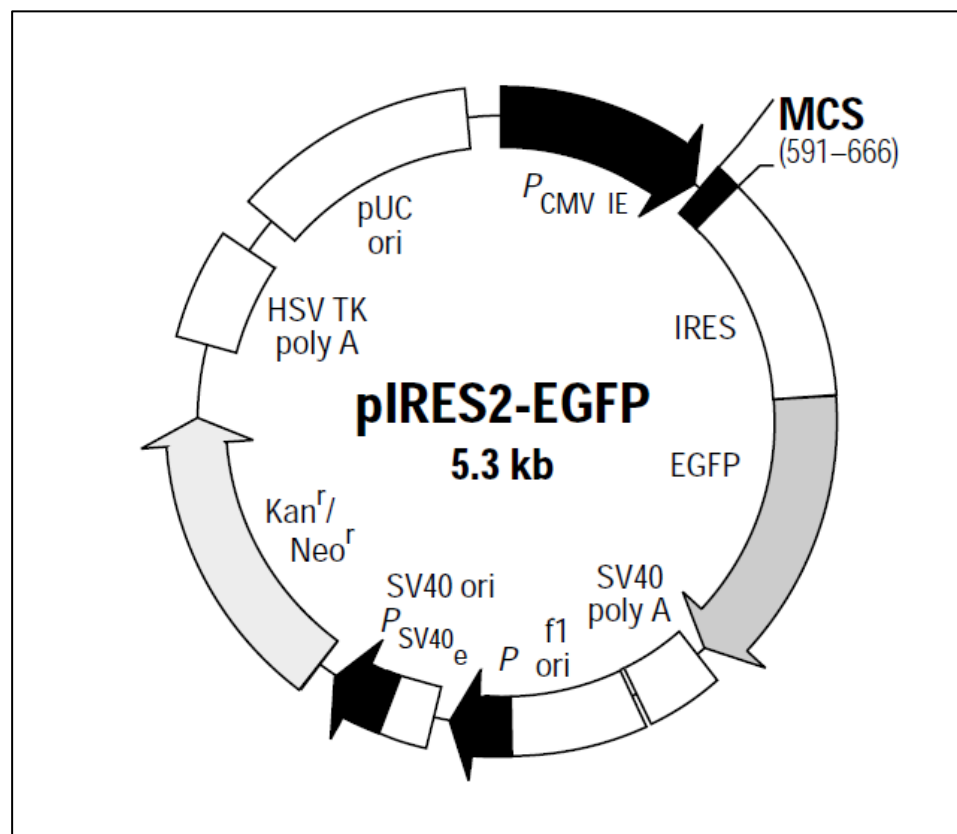 MCS
(591–666)
P CMV IE
pUC
ori
HSV TK
poly A
IRES
pIRES2-EGFP
5.3 kb
EGFP
Kan r/
Neo r
SV40 ori
P SV40 e
SV40
poly A
f1
ori
P